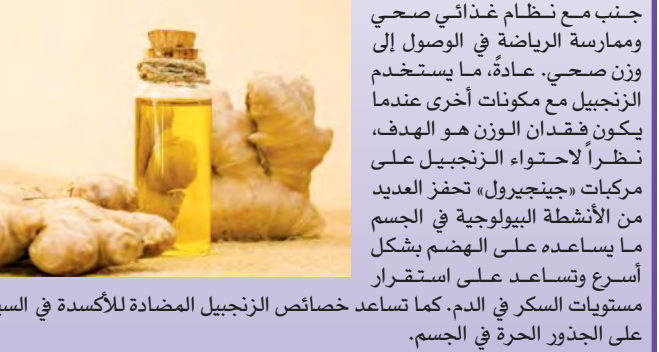 جنب مع نظام غذائي صحي
وممارسة الرياضة في الوصول إلى
وزن صحي. عادةً، ما يستخدم
الزنجبيل مع مكونات أخرى عندما
يكون فقدان الوزن هو الهدف،
نظراً لاحتواء الزنجبيل على
مركبات «جينجيرول» تحفز العديد
من الأنشطة البيولوجية في الجسم
ما يساعده على الهضم بشكل
أسرع وتساعد على استقرار
مستويات السكر في الدم. كما تساعد خصائص الزنجبيل المضادة للأكسدة في
على الجذور الحرة في الجسم.